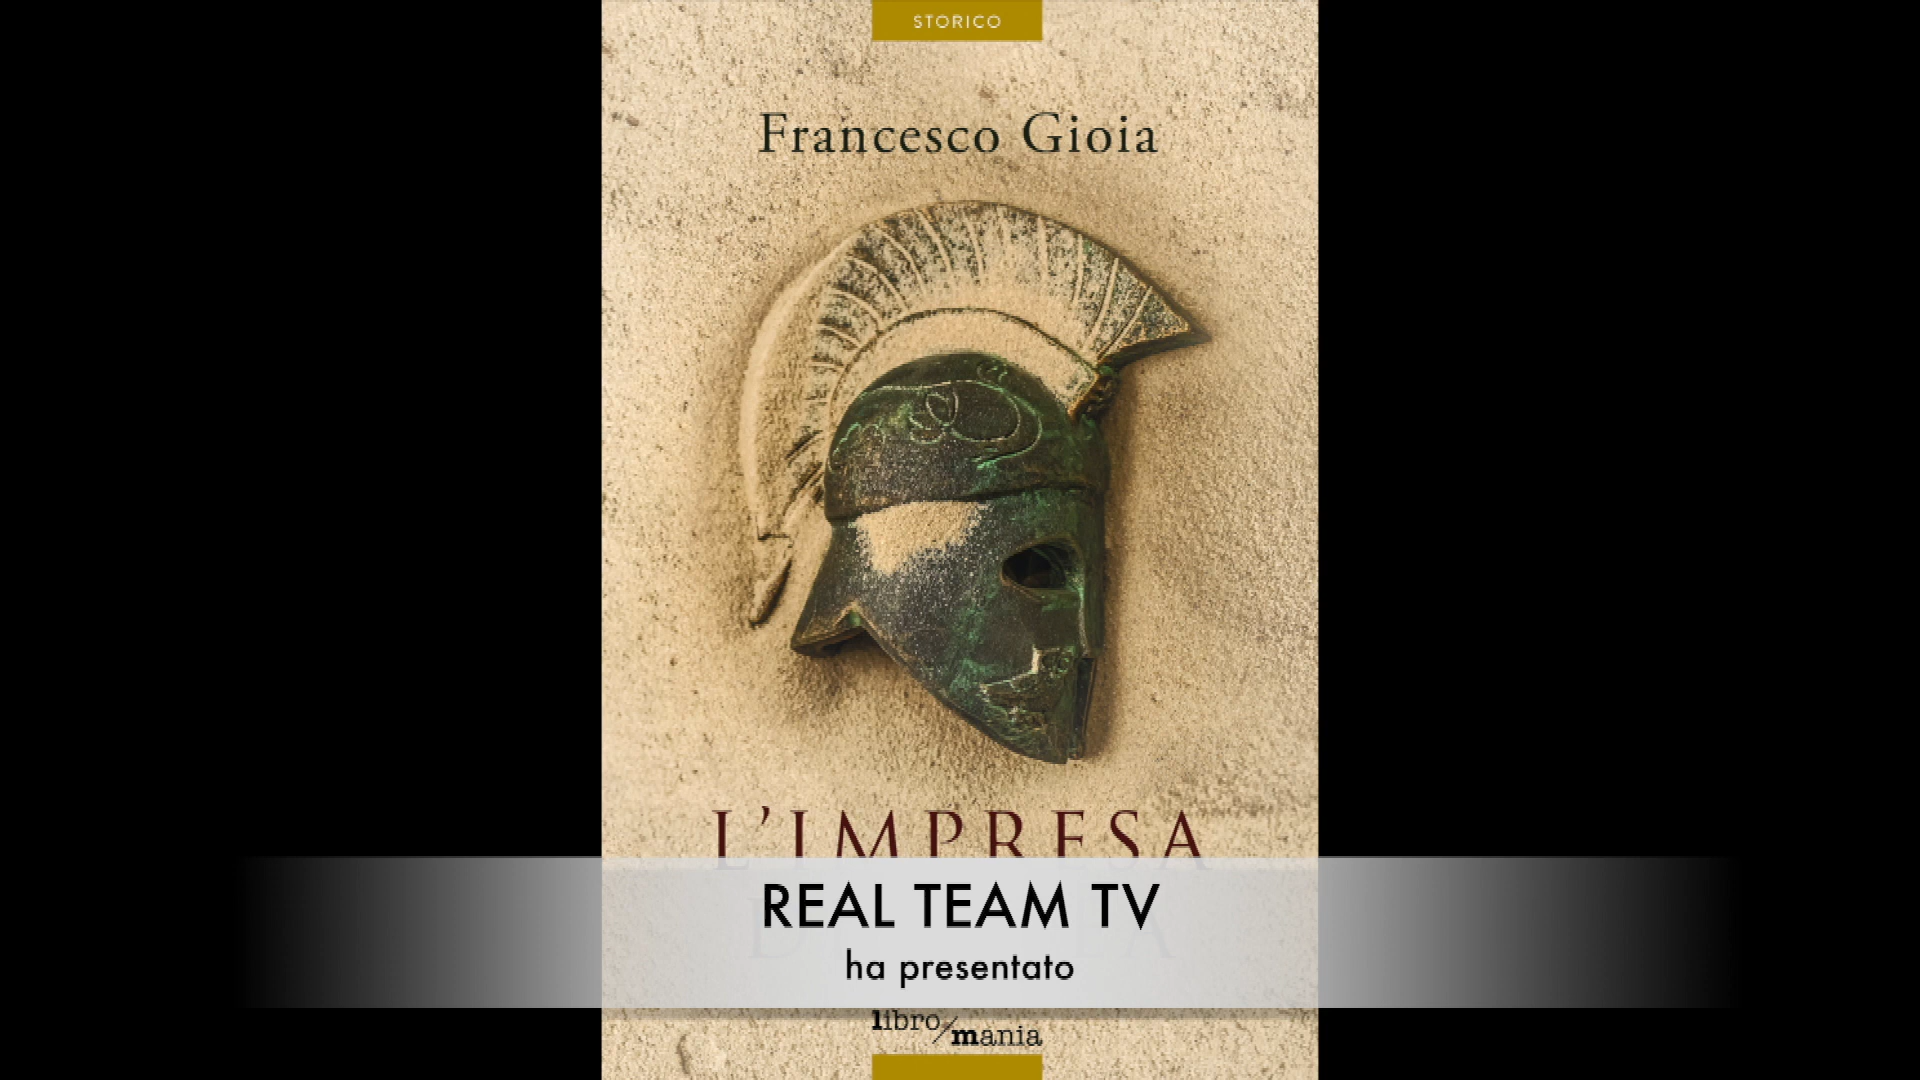 STORICO
Francesco Gioia
L'IMPRESA
REAL TEAM TV
ha presentato
libro/mania